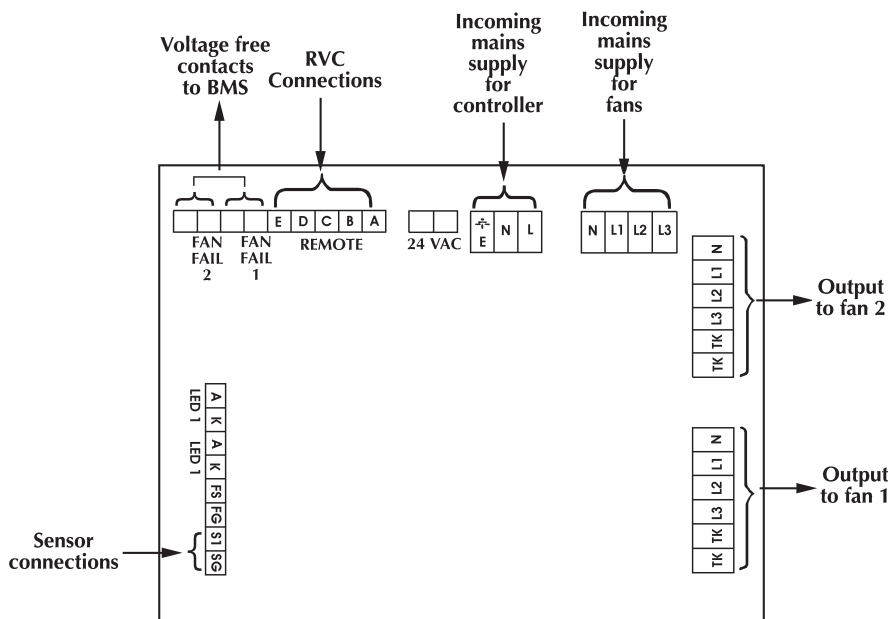 Voltage free
contacts
to BMS
RVC
Connections
Incoming
mains
supply
for
controller
Incoming
mains
supply
for
fans
E D C B A
N L
E
N L1 L2 L3
FAN
FAIL
2
FAN
FAIL
1
REMOTE
24 VAC
N
L1
L2
L3
TK
TK
Output
to fan 2
LED 1
LED 1
A
K
A
K
FS
FG
S1
SG
Sensor
connections
N
L1
L2
L3
TK
TK
Output
to fan 1